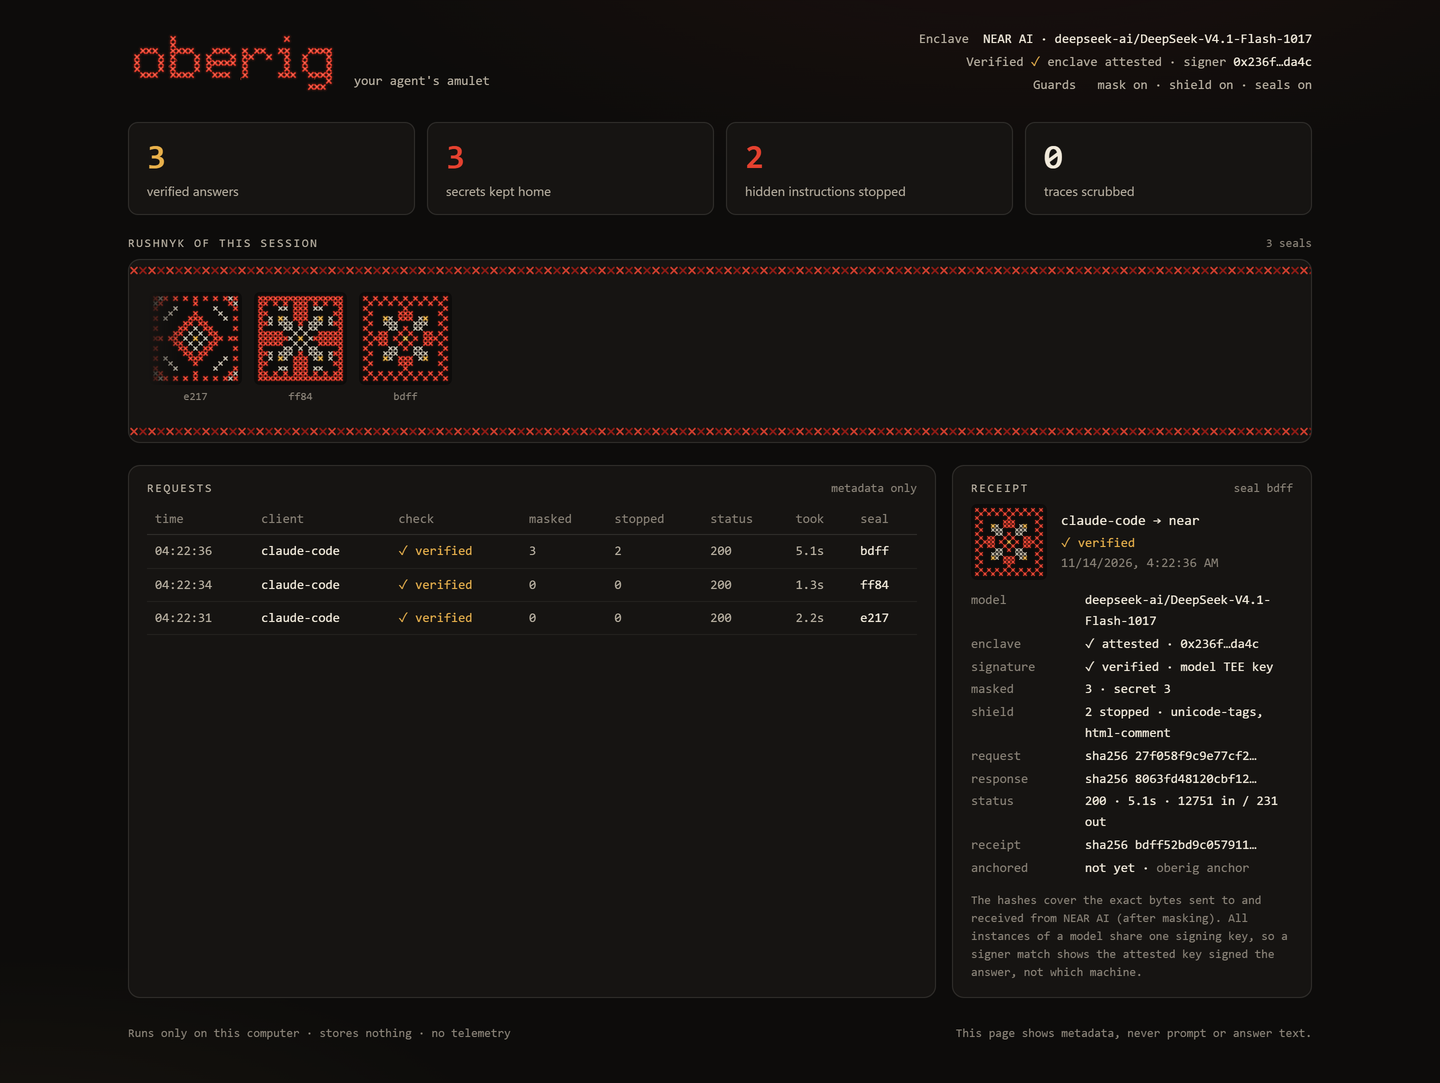 oberig
your agent's amulet
Enclave NEAR AI · deepseek-ai/DeepSeek-V4.1-Flash-1017
Verified ✓ enclave attested · signer 0x236f…da4c
Guards mask on · shield on · seals on
3
verified answers
3
secrets kept home
2
hidden instructions stopped
0
traces scrubbed
RUSHNYK OF THIS SESSION
3 seals
e217
ff84
bdff
REQUESTS
metadata only
time client check masked stopped status took seal
04:22:36 claude-code ✓ verified 3 2 200 5.1s bdff
04:22:34 claude-code ✓ verified 0 0 200 1.3s ff84
04:22:31 claude-code ✓ verified 0 0 200 2.2s e217
RECEIPT
seal bdff
claude-code → near
✓ verified
11/14/2026, 4:22:36 AM
model deepseek-ai/DeepSeek-V4.1-
Flash-1017
enclave ✓ attested · 0x236f…da4c
signature ✓ verified · model TEE key
masked 3 · secret 3
shield 2 stopped · unicode-tags,
html-comment
request sha256 27f058f9c9e77cf2…
response sha256 8063fd48120cbf12…
status 200 · 5.1s · 12751 in / 231
out
receipt sha256 bdff52bd9c057911…
anchored not yet · oberig anchor
The hashes cover the exact bytes sent to and
received from NEAR AI (after masking). All
instances of a model share one signing key, so a
signer match shows the attested key signed the
answer, not which machine.
Runs only on this computer · stores nothing · no telemetry
This page shows metadata, never prompt or answer text.